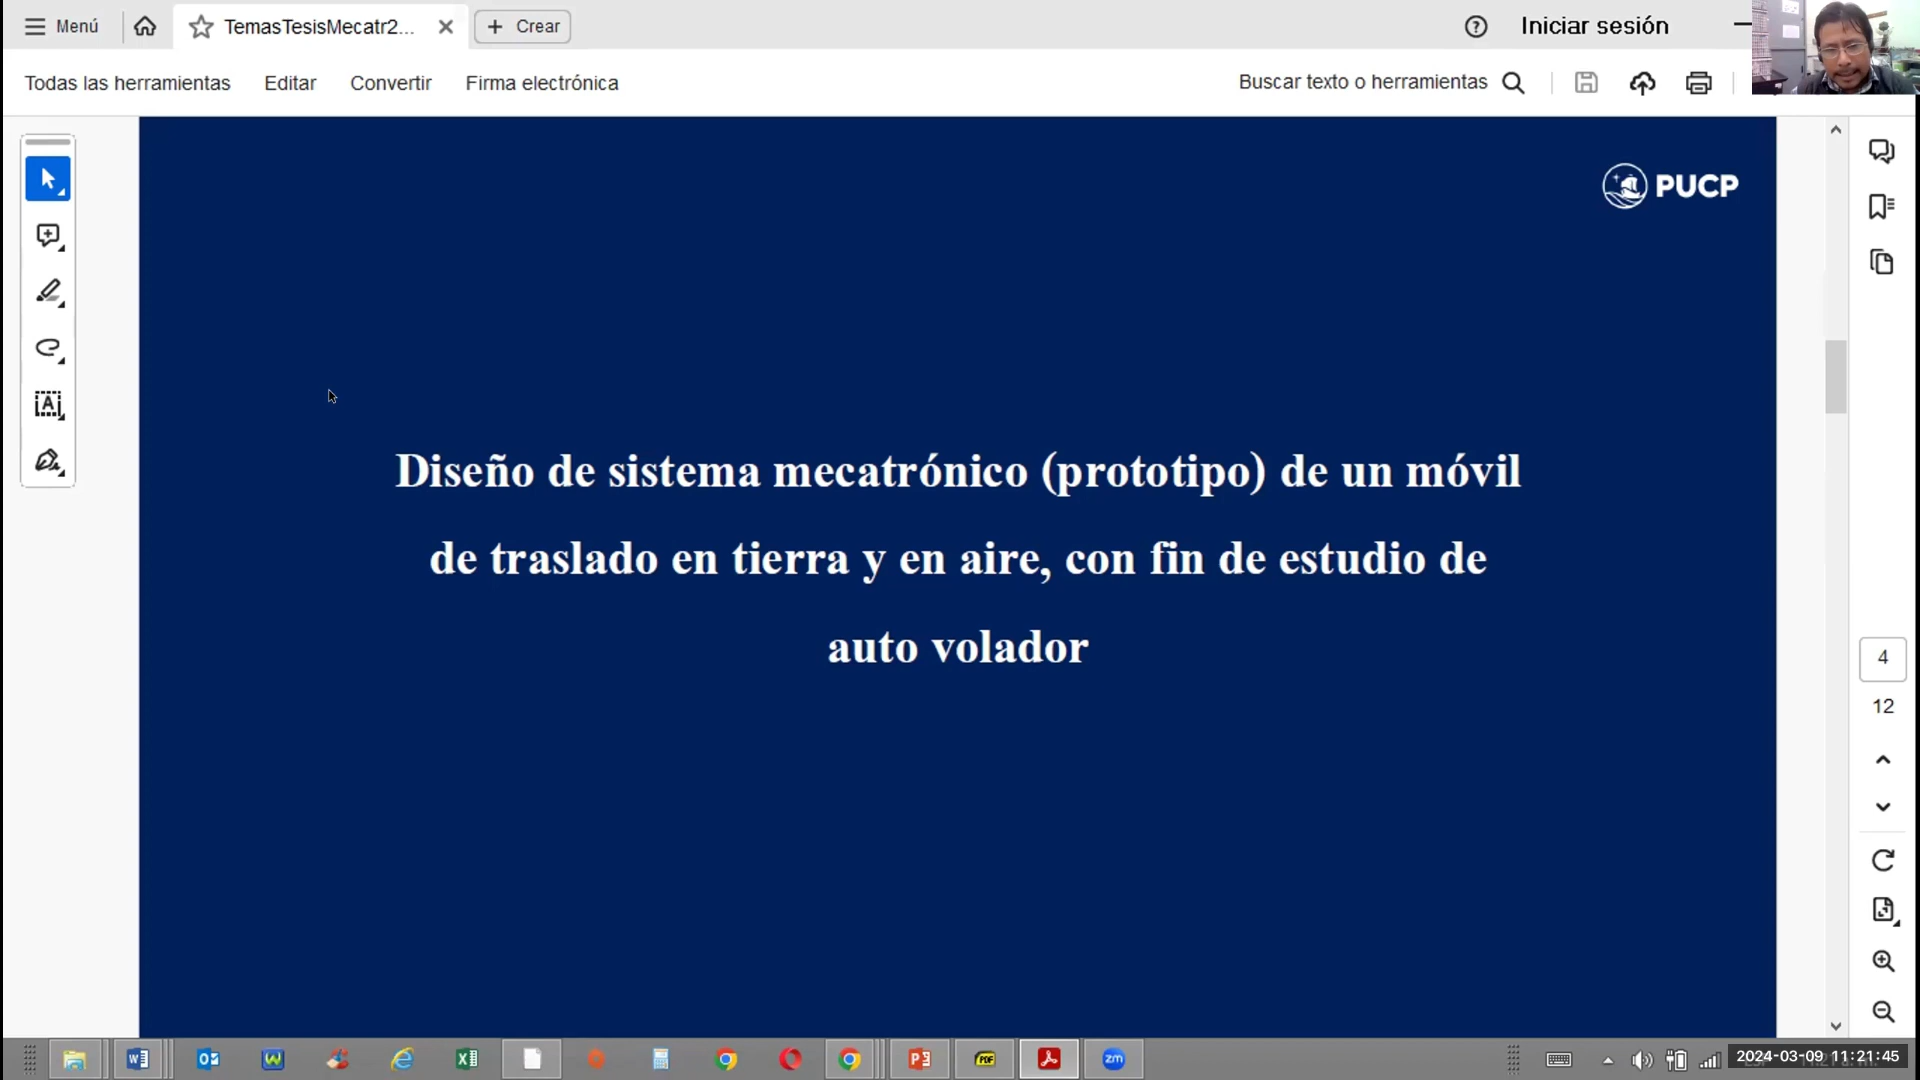 Menú
TemasTesisMecatr2...
Crear
Iniciar sesión
Todas las herramientas
Editar
Convertir
Firma electrónica
Buscar texto o herramientas
PUCP
Diseño de sistema mecatrónico (prototipo) de un móvil
de traslado en tierra y en aire, con fin de estudio de
auto volador
4
12
PDF
zm
2024-03-09 11:21:45